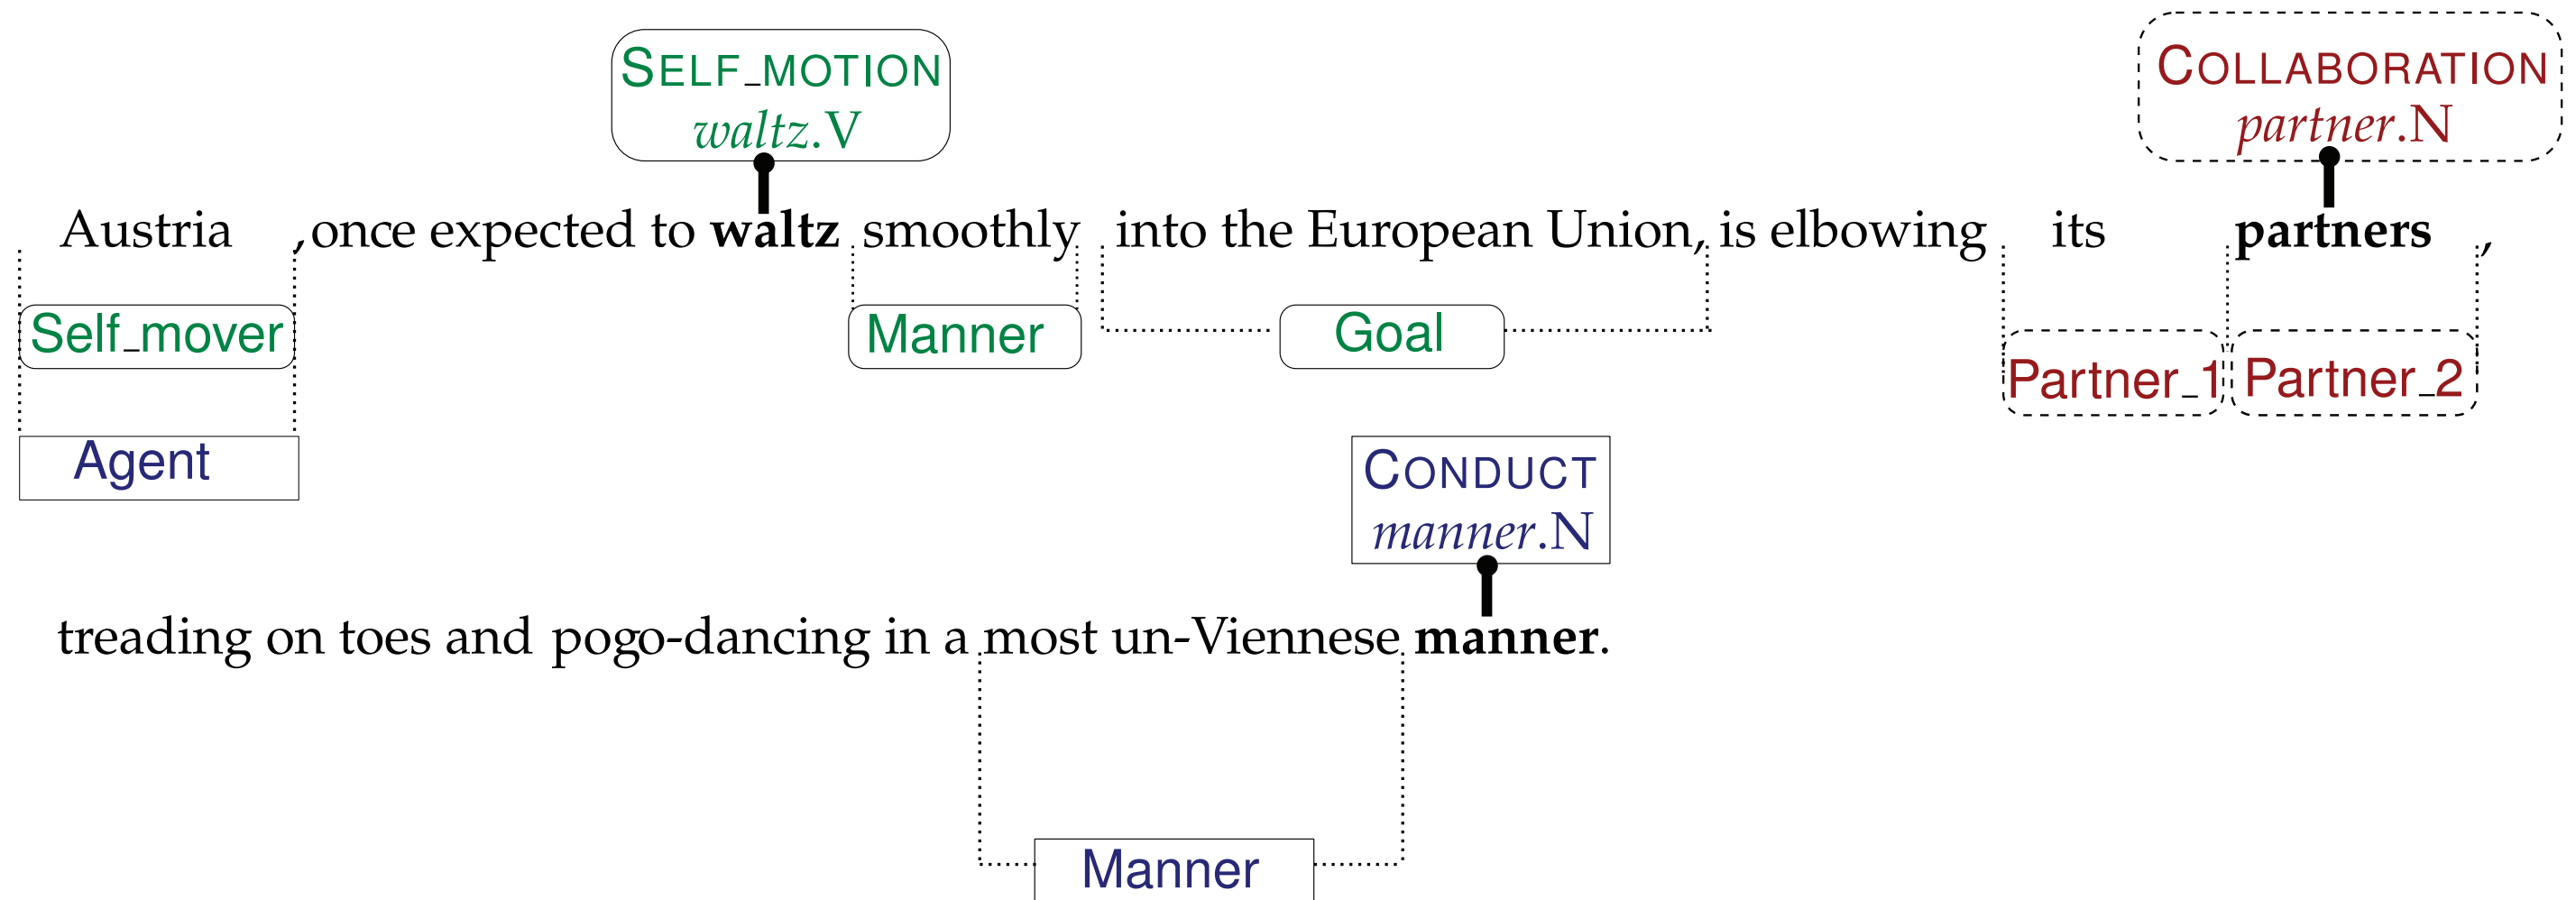 SELF_MOTION
waltz.V
COLLABORATION
partner.N
Austria , once expected to waltz smoothly into the European Union, is elbowing its partners ,
Self_mover
Manner
Goal
Partner_1
Partner_2
Agent
CONDUCT
manner.N
treading on toes and pogo-dancing in a most un-Viennese manner.
Manner